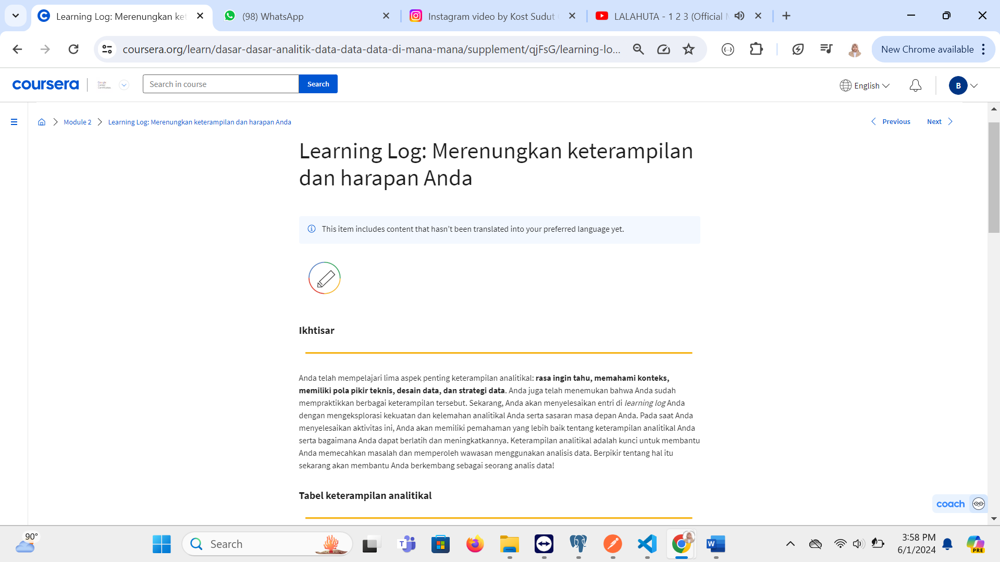 Learning Log: Merenungkan ket
(98) WhatsApp
Instagram video by Kost Sudut
LALAHUTA - 1 2 3 (Official
coursera.org/learn/dasar-dasar-analitik-data-data-data-di-mana-mana/supplement/qjFsG/learning-lo...
New Chrome available
coursera
Google
Career
Certificates
Search in course
Search
English
B
Module 2
Learning Log: Merenungkan keterampilan dan harapan Anda
Previous
Next
Learning Log: Merenungkan keterampilan
dan harapan Anda
This item includes content that hasn't been translated into your preferred language yet.
Ikhtisar
Anda telah mempelajari lima aspek penting keterampilan analitikal: rasa ingin tahu, memahami konteks,
memiliki pola pikir teknis, desain data, dan strategi data. Anda juga telah menemukan bahwa Anda sudah
mempraktikkan berbagai keterampilan tersebut. Sekarang, Anda akan menyelesaikan entri di learning log Anda
dengan mengeksplorasi kekuatan dan kelemahan analitikal Anda serta sasaran masa depan Anda. Pada saat Anda
menyelesaikan aktivitas ini, Anda akan memiliki pemahaman yang lebih baik tentang keterampilan analitikal Anda
serta bagaimana Anda dapat berlatih dan meningkatkannya. Keterampilan analitikal adalah kunci untuk membantu
Anda memecahkan masalah dan memperoleh wawasan menggunakan analisis data. Berpikir tentang hal itu
sekarang akan membantu Anda berkembang sebagai seorang analis data!
Tabel keterampilan analitikal
coach
90°
Search
3:58 PM
6/1/2024
PRE